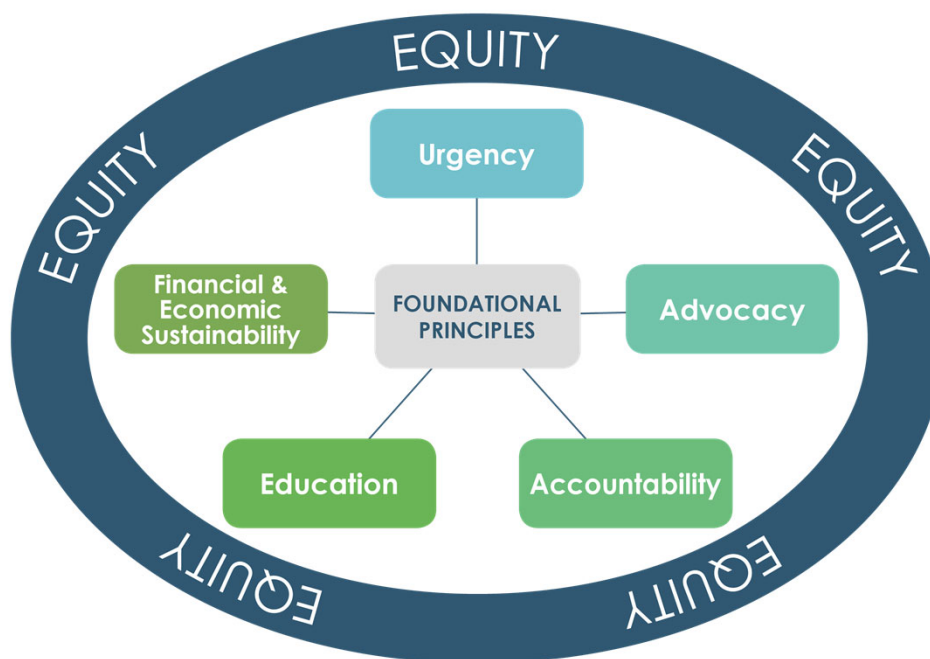 EQUITY
EQUITY
EQUITY
Urgency
Financial &
Economic
Sustainability
FOUNDATIONAL
PRINCIPLES
Advocacy
Education
Accountability
EQUITY
EQUITY